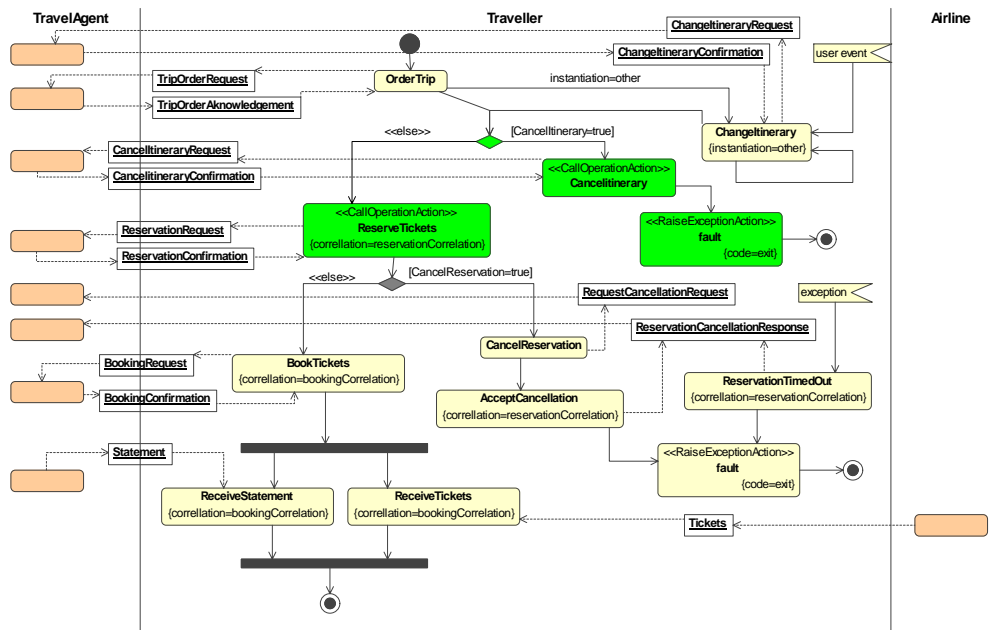 TravelAgent
Traveller
Airline
ChangeItineraryRequest
ChangeItineraryConfirmation
user event
TripOrderRequest
OrderTrip
instantiation=other
TripOrderAknowledgement
<<else>>
[CancelItinerary=true]
ChangeItinerary
{instantiation=other}
CancelItineraryRequest
CancelitineraryConfirmation
<<CallOperationAction>>
Cancelitinerary
<<CallOperationAction>>
ReserveTickets
{correllation=reservationCorrelation}
<<RaiseExceptionAction>>
fault
{code=exit}
ReservationRequest
ReservationConfirmation
<<else>>
[CancelReservation=true]
RequestCancellationRequest
exception
ReservationCancellationResponse
CancelReservation
BookingRequest
BookTickets
{correllation=bookingCorrelation}
BookingConfirmation
AcceptCancellation
{correllation=reservationCorrelation}
ReservationTimedOut
{correllation=reservationCorrelation}
Statement
<<RaiseExceptionAction>>
fault
{code=exit}
ReceiveStatement
{correllation=bookingCorrelation}
ReceiveTickets
{correllation=bookingCorrelation}
Tickets